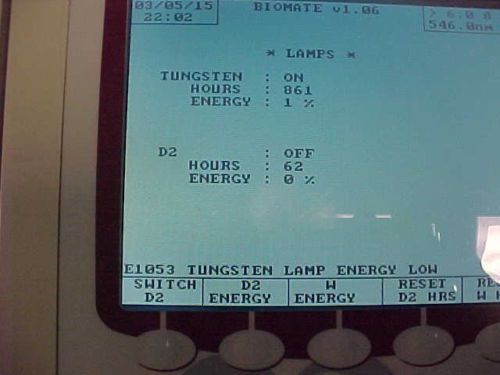 03/05/15 BIOMATE v1.06 > 6.0 A
22:02 546.0nm
* LAMPS *
TUNGSTEN : ON
HOURS : 861
ENERGY : 1 %
D2 : OFF
HOURS : 62
ENERGY : 0 %
E1053 TUNGSTEN LAMP ENERGY LOW
SWITCH D2 W RESET
D2 ENERGY ENERGY D2 HRS W